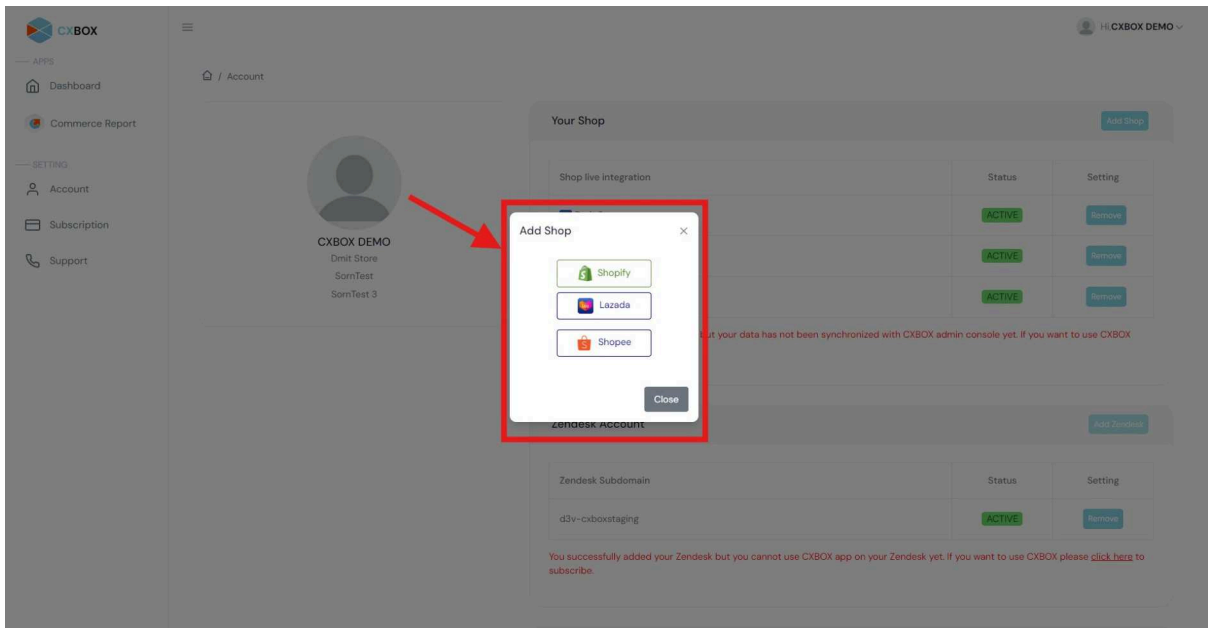 CXBOX
Hi, CXBOX DEMO
APPS
Dashboard
Commerce Report
SETTING
Account
Subscription
Support
/ Account
CXBOX DEMO
Dmit Store
SornTest
SornTest 3
Your Shop
Add Shop
Shop live integration
Status
Setting
ACTIVE
Remove
ACTIVE
Remove
ACTIVE
Remove
but your data has not been synchronized with CXBOX admin console yet. If you want to use CXBOX
Add Shop
Shopify
Lazada
Shopee
Close
Zendesk Account
Add Zendesk
Zendesk Subdomain
Status
Setting
d3v-cxboxstaging
ACTIVE
Remove
You successfully added your Zendesk but you cannot use CXBOX app on your Zendesk yet. If you want to use CXBOX please click here to
subscribe.